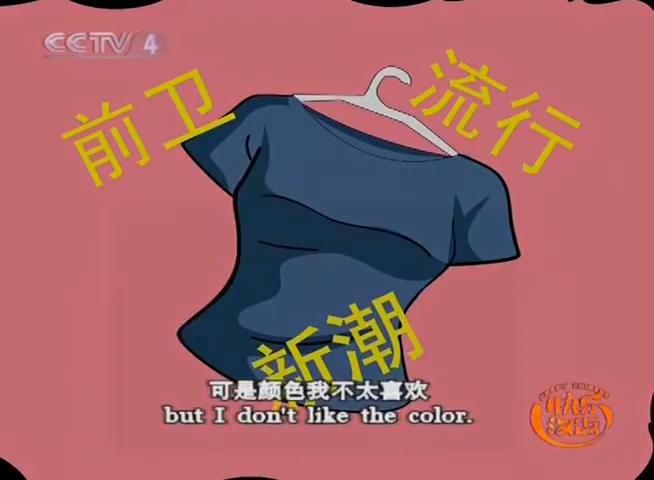 CCTV 4
前卫
流行
新潮
可是颜色我不太喜欢
but I don't like the color.
快乐
汉语